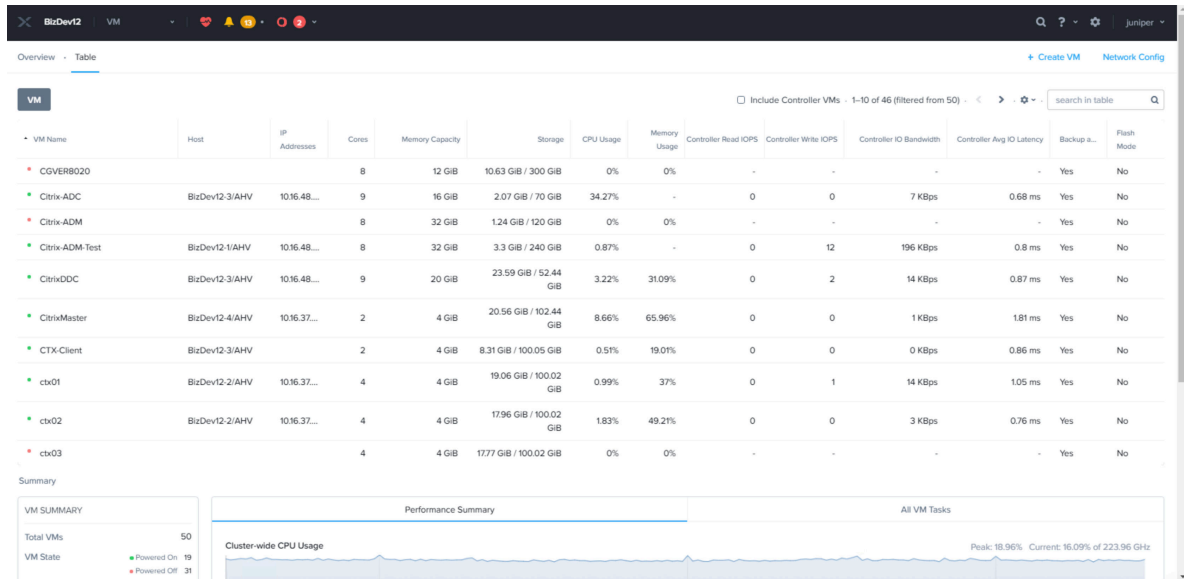 BizDev12 VM 13 2 ? juniper
Overview · Table + Create VM Network Config
VM Include Controller VMs · 1–10 of 46 (filtered from 50) · < > · · search in table
VM Name Host IP Addresses Cores Memory Capacity Storage CPU Usage Memory Usage Controller Read IOPS Controller Write IOPS Controller IO Bandwidth Controller Avg IO Latency Backup a... Flash Mode
CGVER8020 8 12 GiB 10.63 GiB / 300 GiB 0% 0% - - - - Yes No
Citrix-ADC BizDev12-3/AHV 10.16.48.... 9 16 GiB 2.07 GiB / 70 GiB 34.27% - 0 0 7 KBps 0.68 ms Yes No
Citrix-ADM 8 32 GiB 1.24 GiB / 120 GiB 0% 0% - - - - Yes No
Citrix-ADM-Test BizDev12-1/AHV 10.16.48.... 8 32 GiB 3.3 GiB / 240 GiB 0.87% - 0 12 196 KBps 0.8 ms Yes No
CitrixDDC BizDev12-3/AHV 10.16.48.... 9 20 GiB 23.59 GiB / 52.44 GiB 3.22% 31.09% 0 2 14 KBps 0.87 ms Yes No
CitrixMaster BizDev12-4/AHV 10.16.37.... 2 4 GiB 20.56 GiB / 102.44 GiB 8.66% 65.96% 0 0 1 KBps 1.81 ms Yes No
CTX-Client BizDev12-3/AHV 2 4 GiB 8.31 GiB / 100.05 GiB 0.51% 19.01% 0 0 0 KBps 0.86 ms Yes No
ctx01 BizDev12-2/AHV 10.16.37.... 4 4 GiB 19.06 GiB / 100.02 GiB 0.99% 37% 0 1 14 KBps 1.05 ms Yes No
ctx02 BizDev12-2/AHV 10.16.37.... 4 4 GiB 17.96 GiB / 100.02 GiB 1.83% 49.21% 0 0 3 KBps 0.76 ms Yes No
ctx03 4 4 GiB 17.77 GiB / 100.02 GiB 0% 0% - - - - Yes No
Summary
VM SUMMARY
Total VMs 50
VM State Powered On 19
Powered Off 31
Performance Summary All VM Tasks
Cluster-wide CPU Usage Peak: 18.96% Current: 16.09% of 223.96 GHz